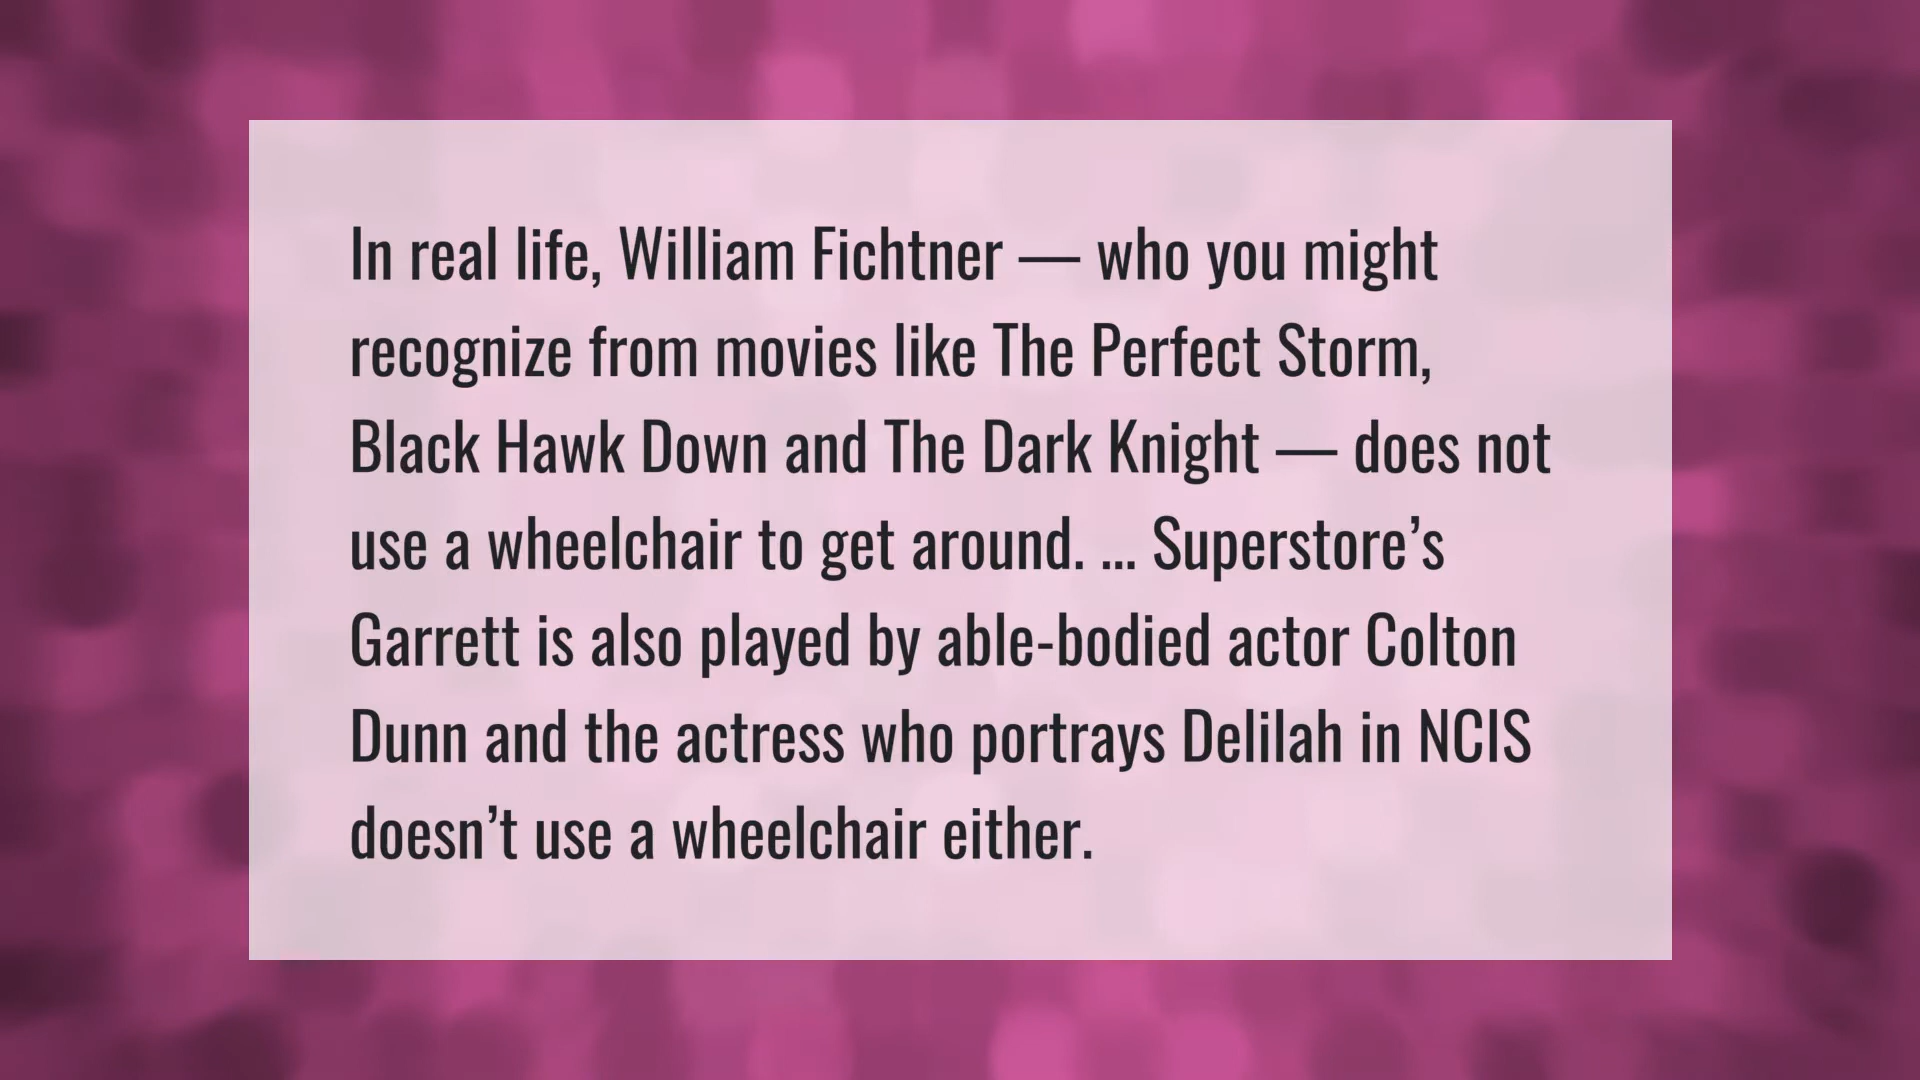 In real life, William Fichtner — who you might
recognize from movies like The Perfect Storm,
Black Hawk Down and The Dark Knight — does not
use a wheelchair to get around. ... Superstore’s
Garrett is also played by able-bodied actor Colton
Dunn and the actress who portrays Delilah in NCIS
doesn’t use a wheelchair either.